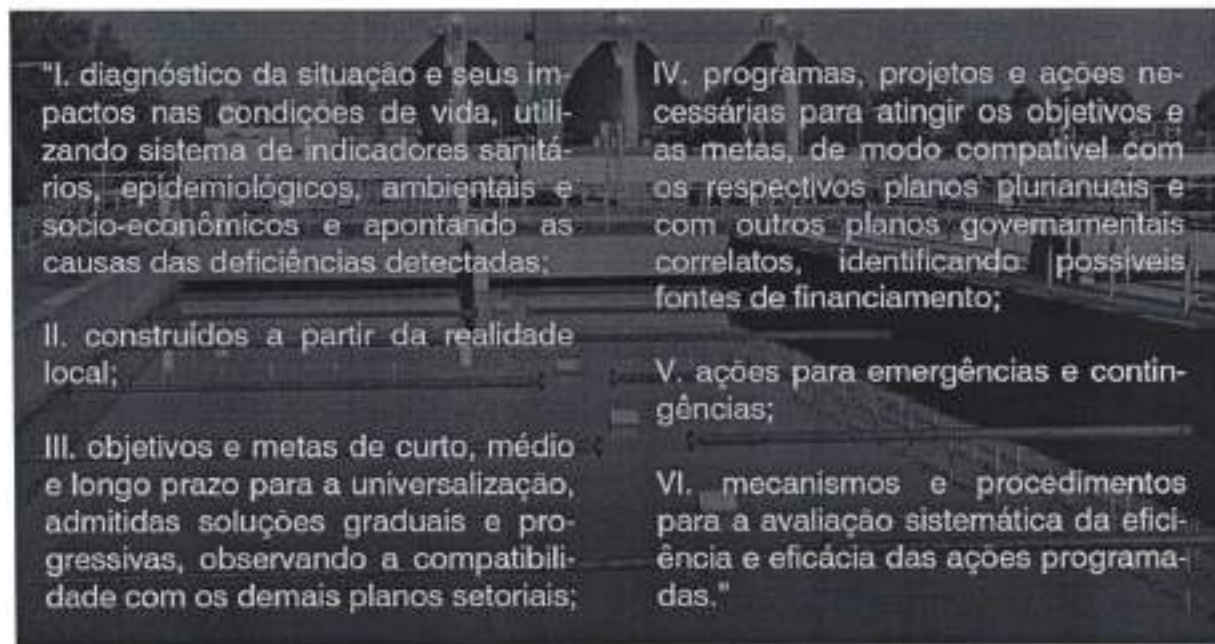 "I. diagnóstico da situação e seus im-
pactos nas condições de vida, utili-
zando sistema de indicadores sanitá-
rios, epidemiológicos, ambientais e
socio-econômicos e apontando as
causas das deficiências detectadas;
II. construídos a partir da realidade
local;
III. objetivos e metas de curto, médio
e longo prazo para a universalização,
admitidas soluções graduais e pro-
gressivas, observando a compatibili-
dade com os demais planos setoriais;
IV. programas, projetos e ações ne-
cessárias para atingir os objetivos e
as metas, de modo compatível com
os respectivos planos plurianuais e
com outros planos governamentais
correlatos, identificando possíveis
fontes de financiamento;
V. ações para emergências e contin-
gências;
VI. mecanismos e procedimentos
para a avaliação sistemática da efici-
ência e eficácia das ações programa-
das."